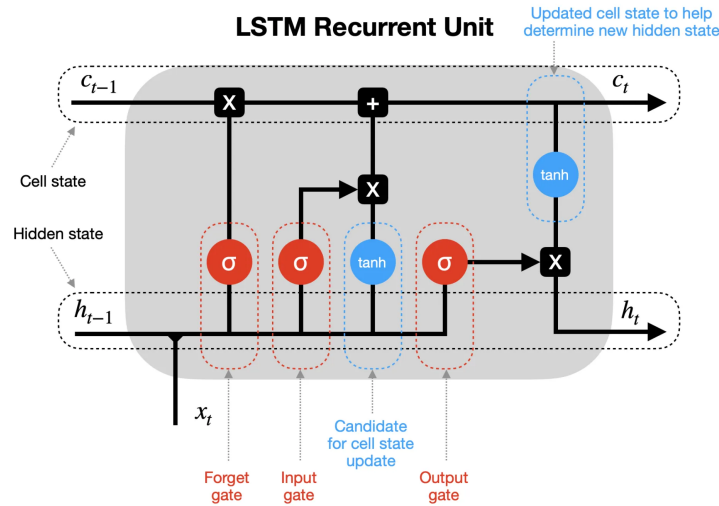 LSTM Recurrent Unit
Updated cell state to help
determine new hidden state
c_{t-1}
X
+
c_t
Cell state
X
tanh
Hidden state
σ
σ
tanh
σ
X
h_{t-1}
h_t
x_t
Candidate
for cell state
update
Forget
gate
Input
gate
Output
gate